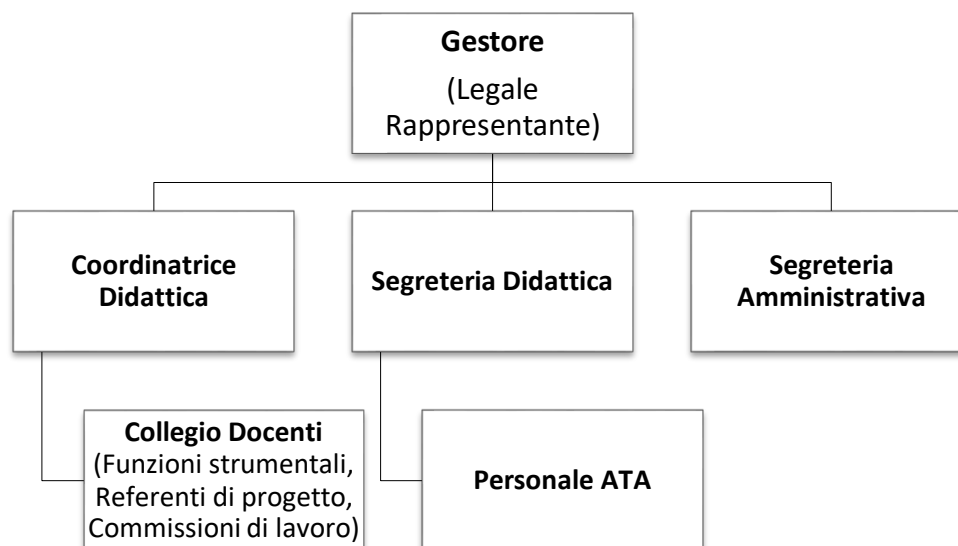 Gestore
(Legale
Rappresentante)
Coordinatrice
Didattica
Segreteria Didattica
Segreteria
Amministrativa
Collegio Docenti
(Funzioni strumentali,
Referenti di progetto,
Commissioni di lavoro)
Personale ATA